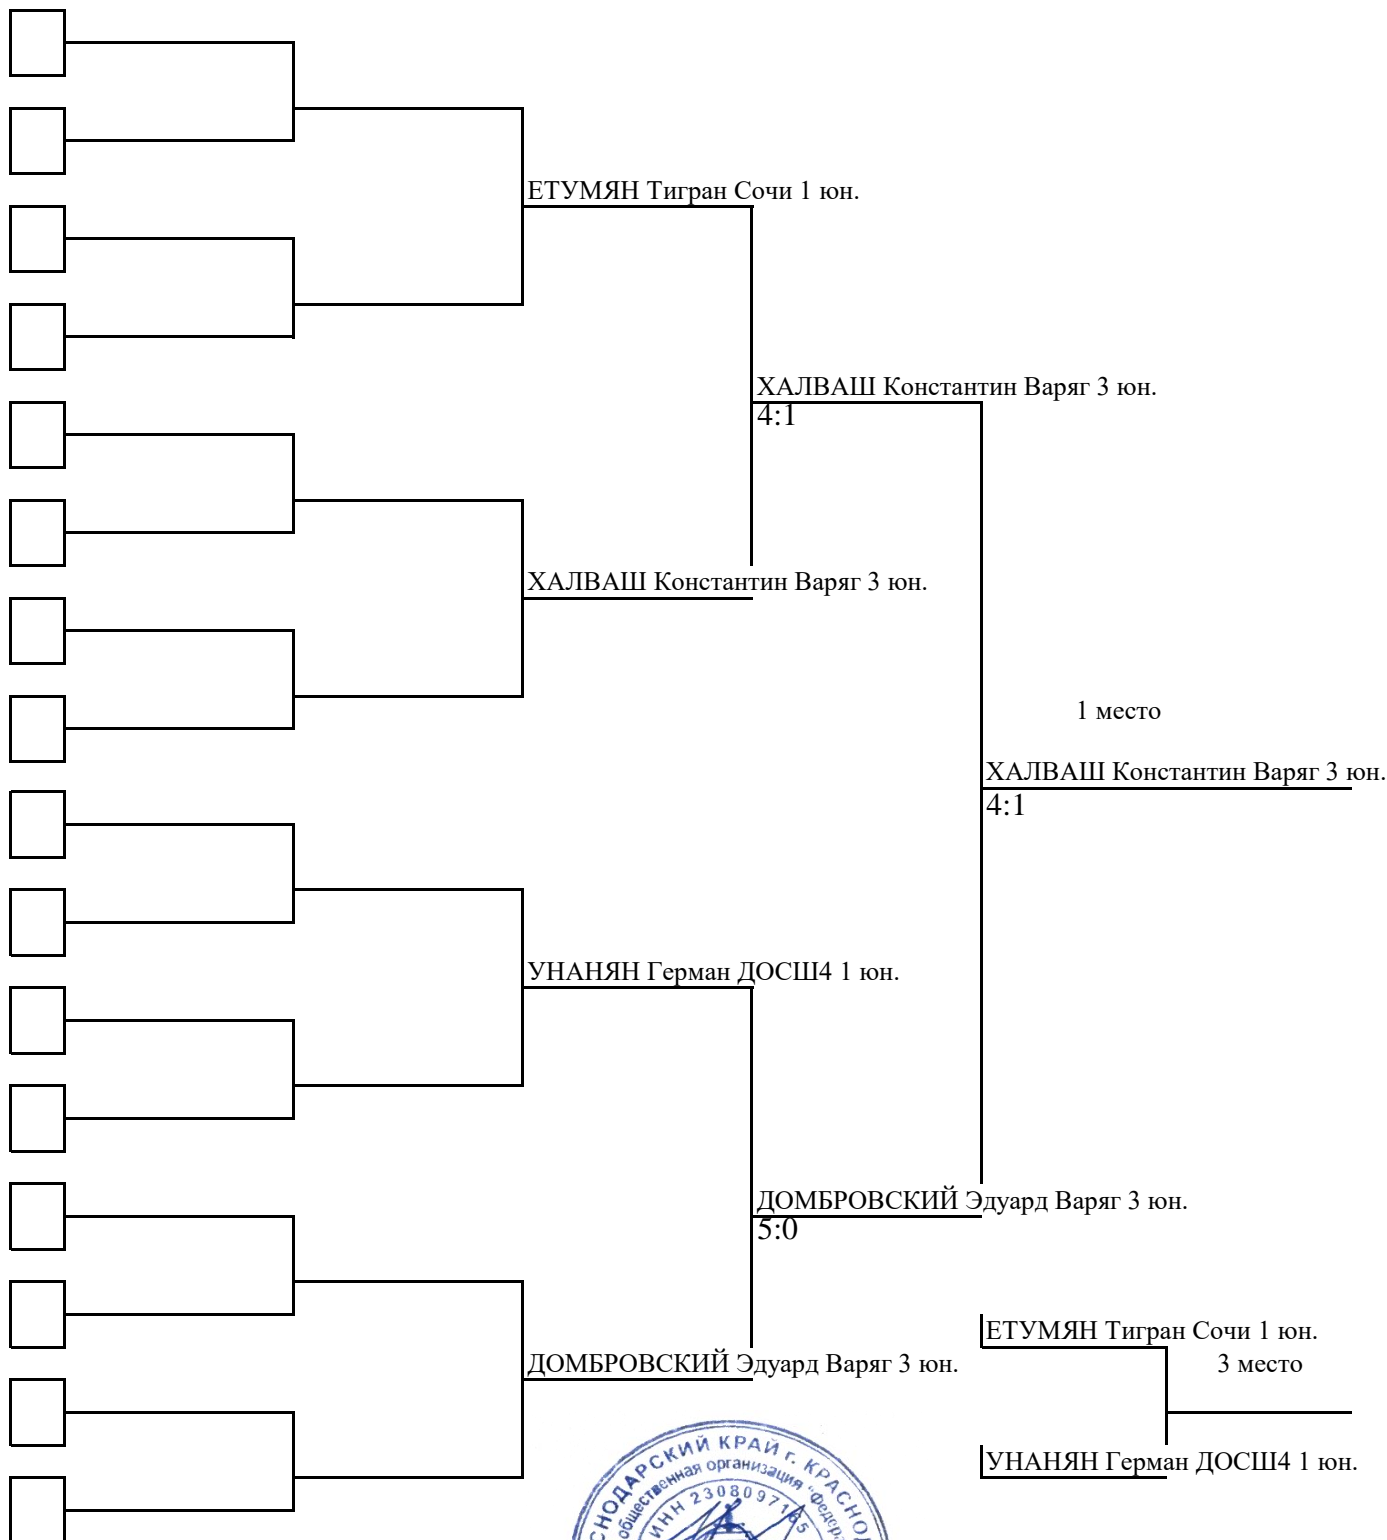 ЕТУМЯН Тигран Сочи 1 юн.
ХАЛВАШ Константин Варяг 3 юн.
4:1
ХАЛВАШ Константин Варяг 3 юн.
1 место
ХАЛВАШ Константин Варяг 3 юн.
4:1
УНАНЯН Герман ДОСШ4 1 юн.
ДОМБРОВСКИЙ Эдуард Варяг 3 юн.
5:0
ЕТУМЯН Тигран Сочи 1 юн.
ДОМБРОВСКИЙ Эдуард Варяг 3 юн.
3 место
УНАНЯН Герман ДОСШ4 1 юн.
КРАЙ г.
общественная организация
ИНН 2308097165